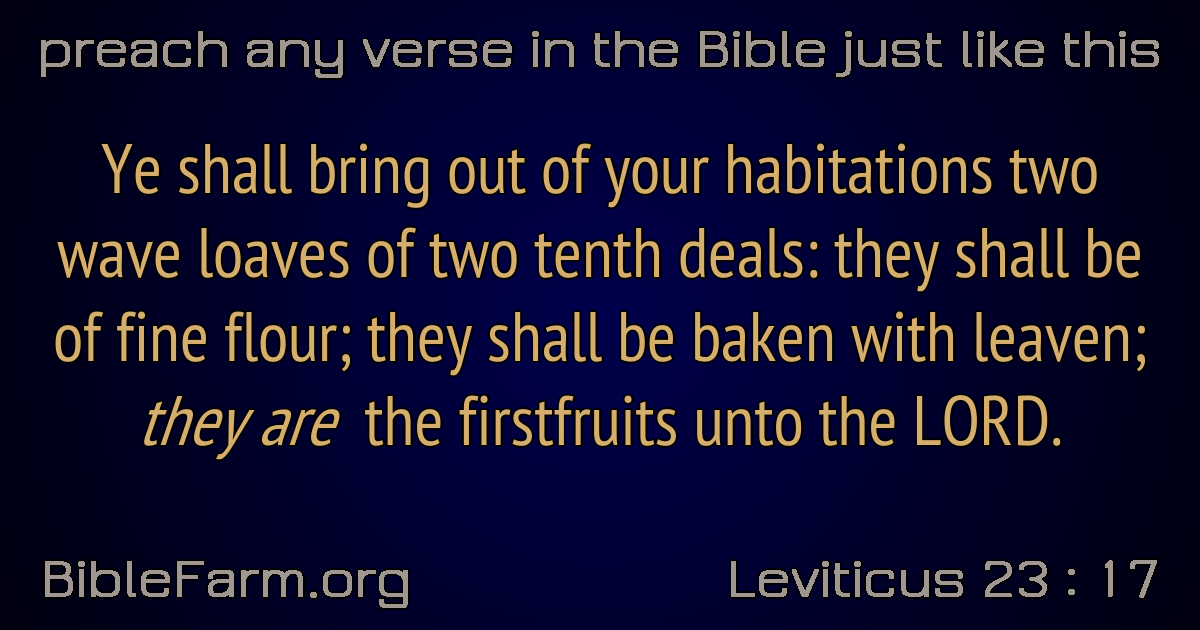 preach any verse in the Bible just like this
Ye shall bring out of your habitations two
wave loaves of two tenth deals: they shall be
of fine flour; they shall be baken with leaven;
they are the firstfruits unto the LORD.
BibleFarm.org
Leviticus 23 : 17